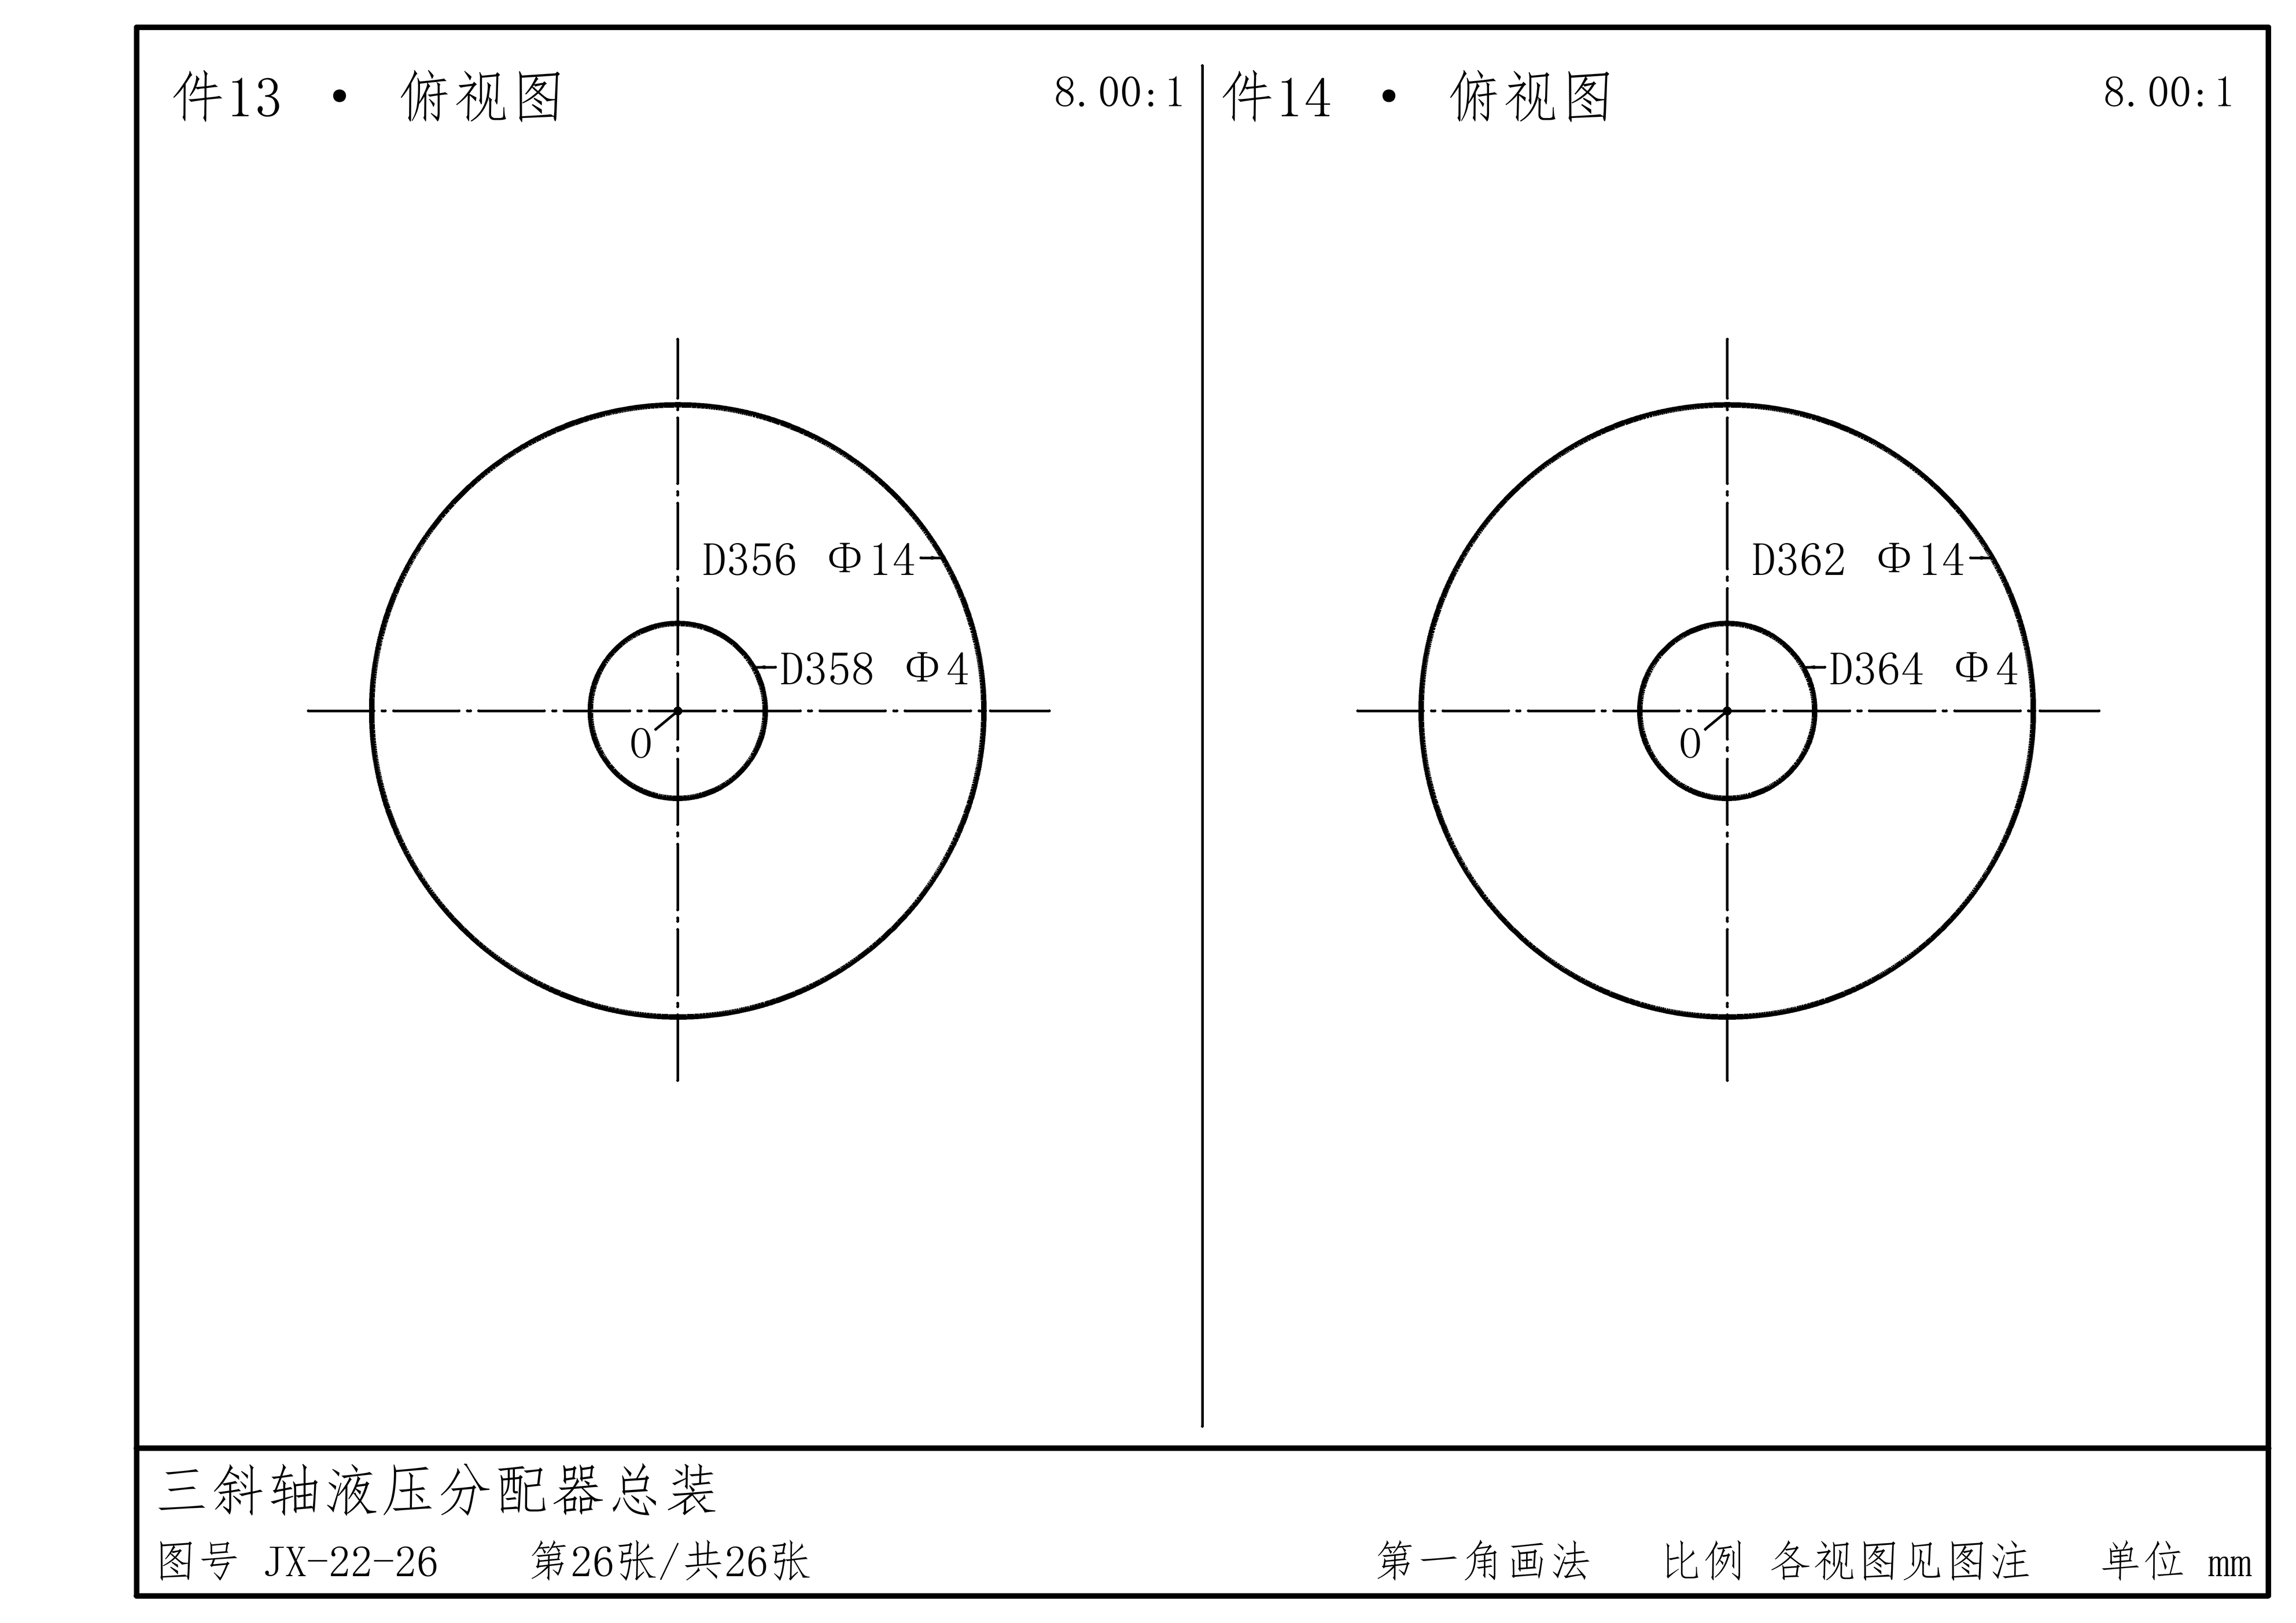 件13 · 俯视图
8.00:1
D356 Φ14
D358 Φ4
O
件14 · 俯视图
8.00:1
D362 Φ14
D364 Φ4
O
三斜轴液压分配器总装
图号 JX-22-26 第26张/共26张 第一角画法 比例 各视图见图注 单位 mm